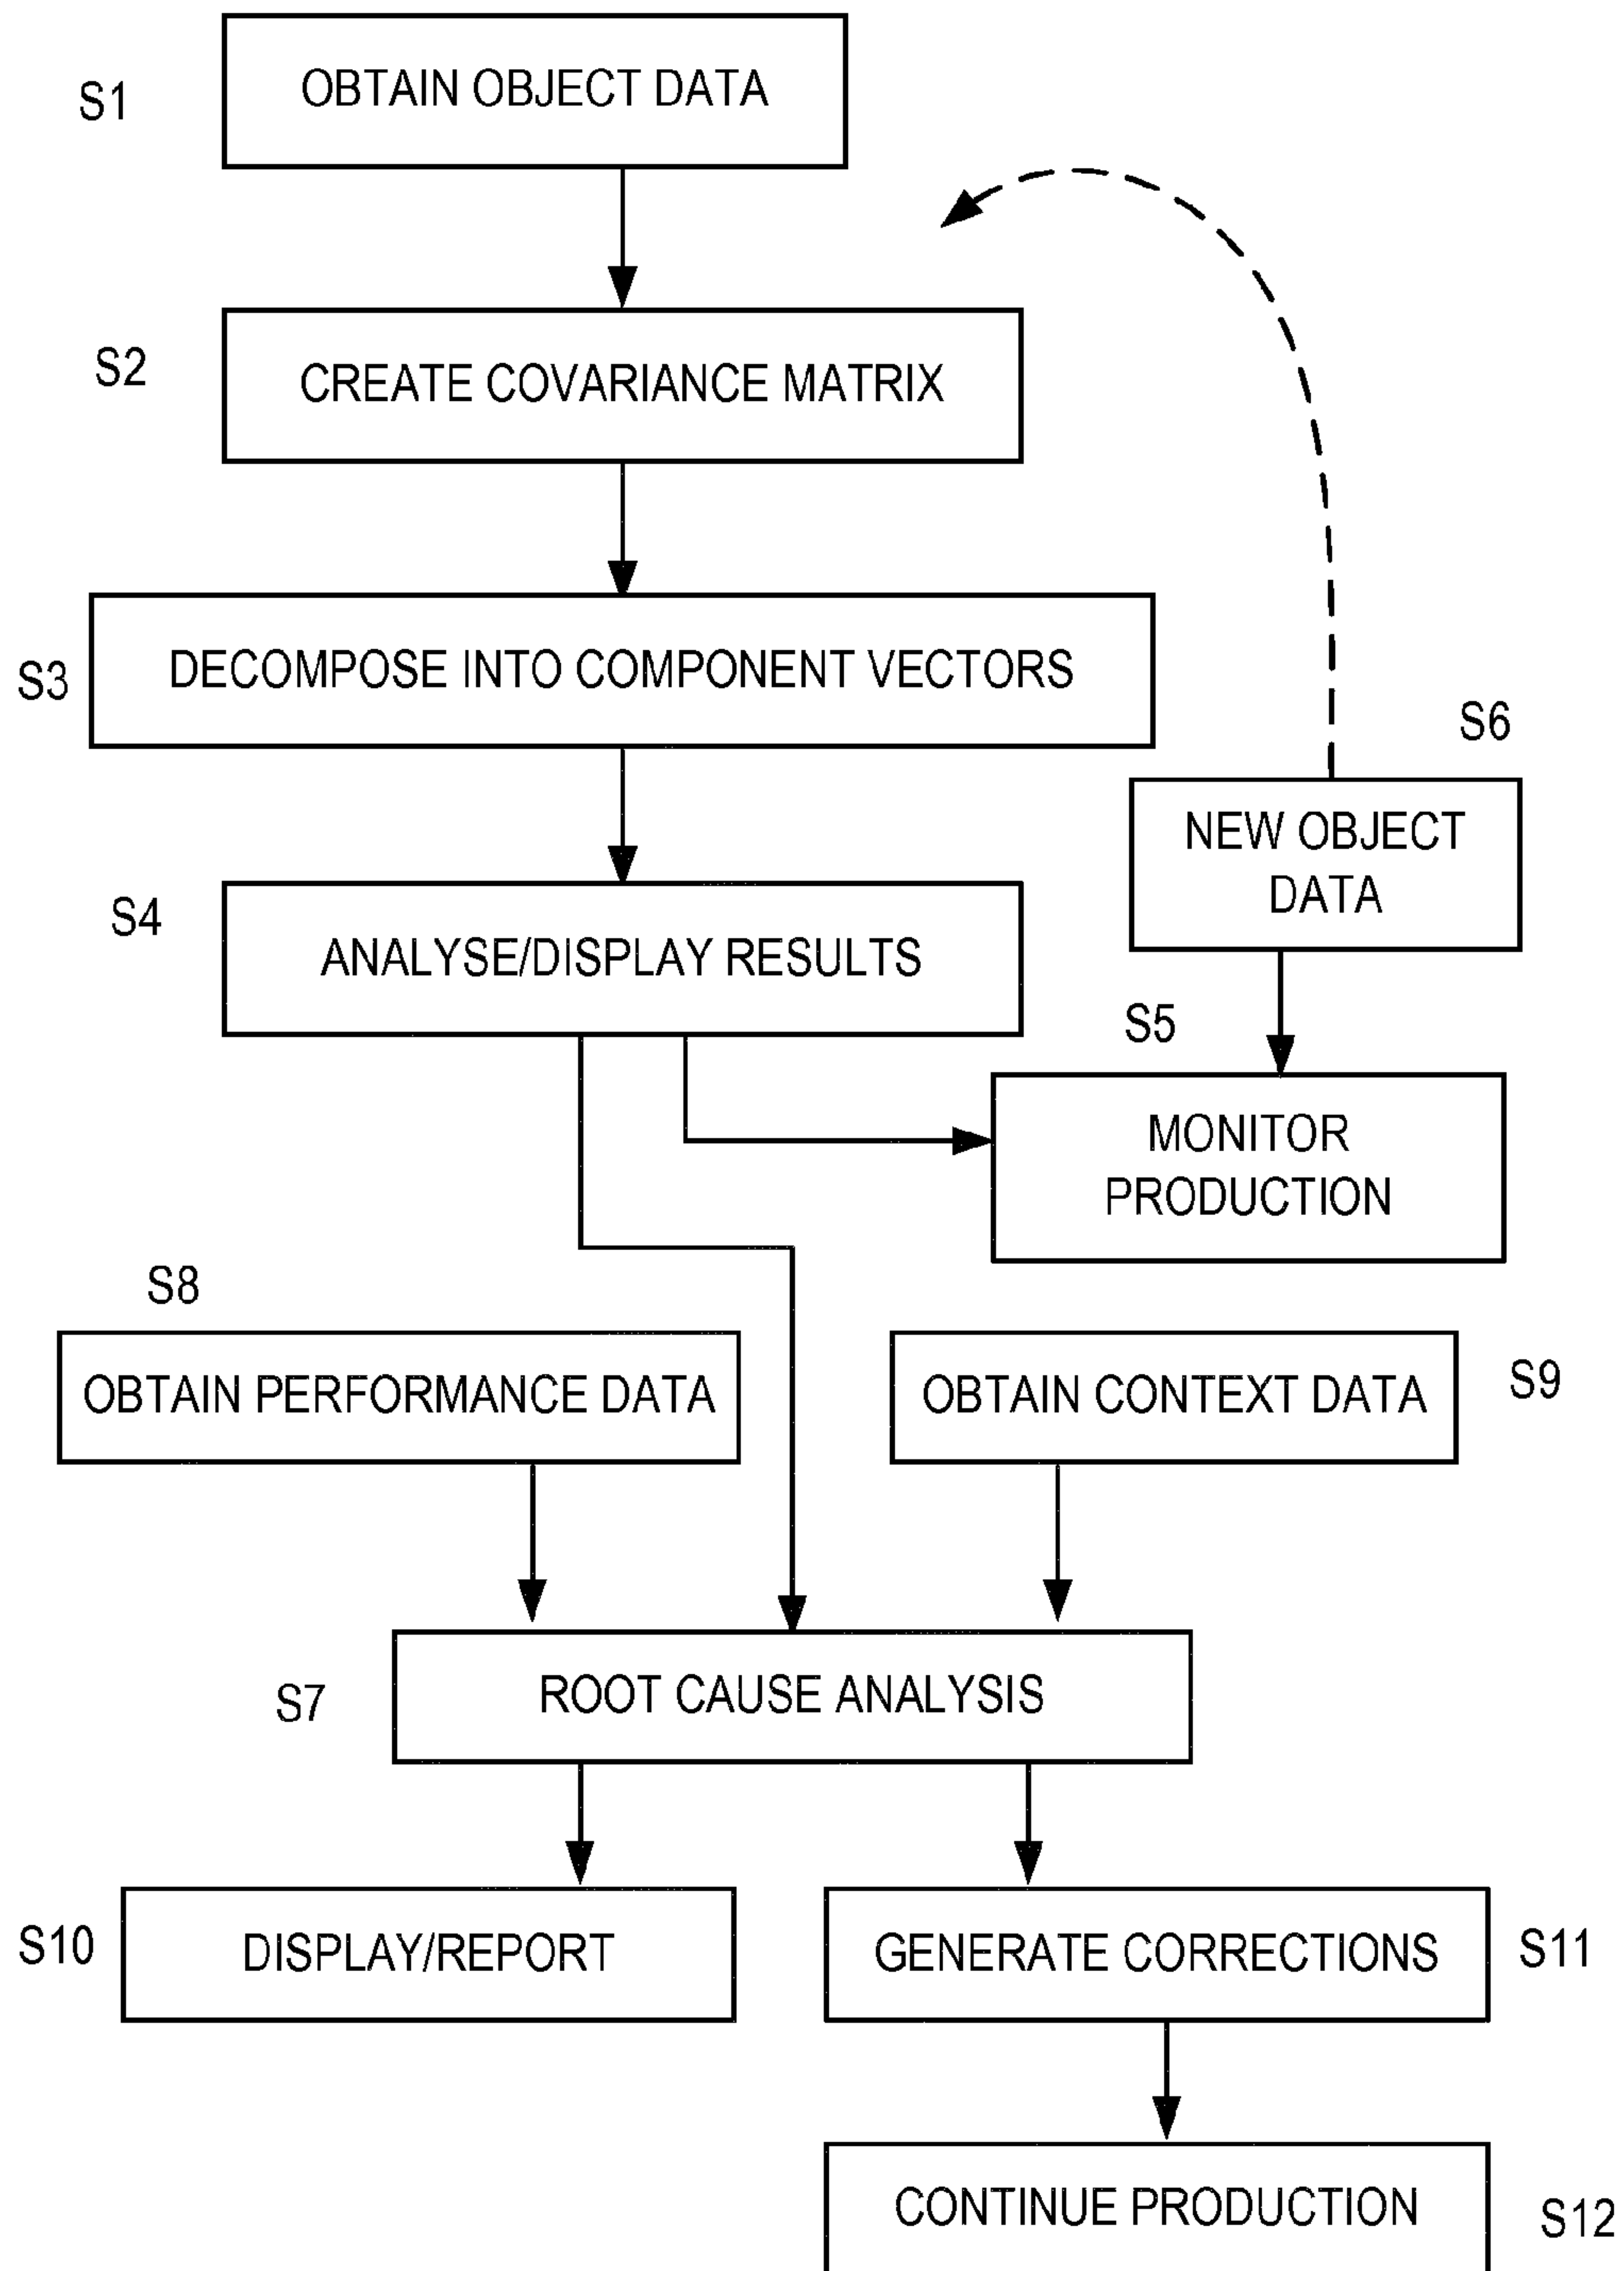 S1
OBTAIN OBJECT DATA
S2
CREATE COVARIANCE MATRIX
S3
DECOMPOSE INTO COMPONENT VECTORS
S6
NEW OBJECT
DATA
S4
ANALYSE/DISPLAY RESULTS
S5
MONITOR
PRODUCTION
S8
OBTAIN PERFORMANCE DATA
OBTAIN CONTEXT DATA
S9
S7
ROOT CAUSE ANALYSIS
S10
DISPLAY/REPORT
GENERATE CORRECTIONS
S11
CONTINUE PRODUCTION
S12